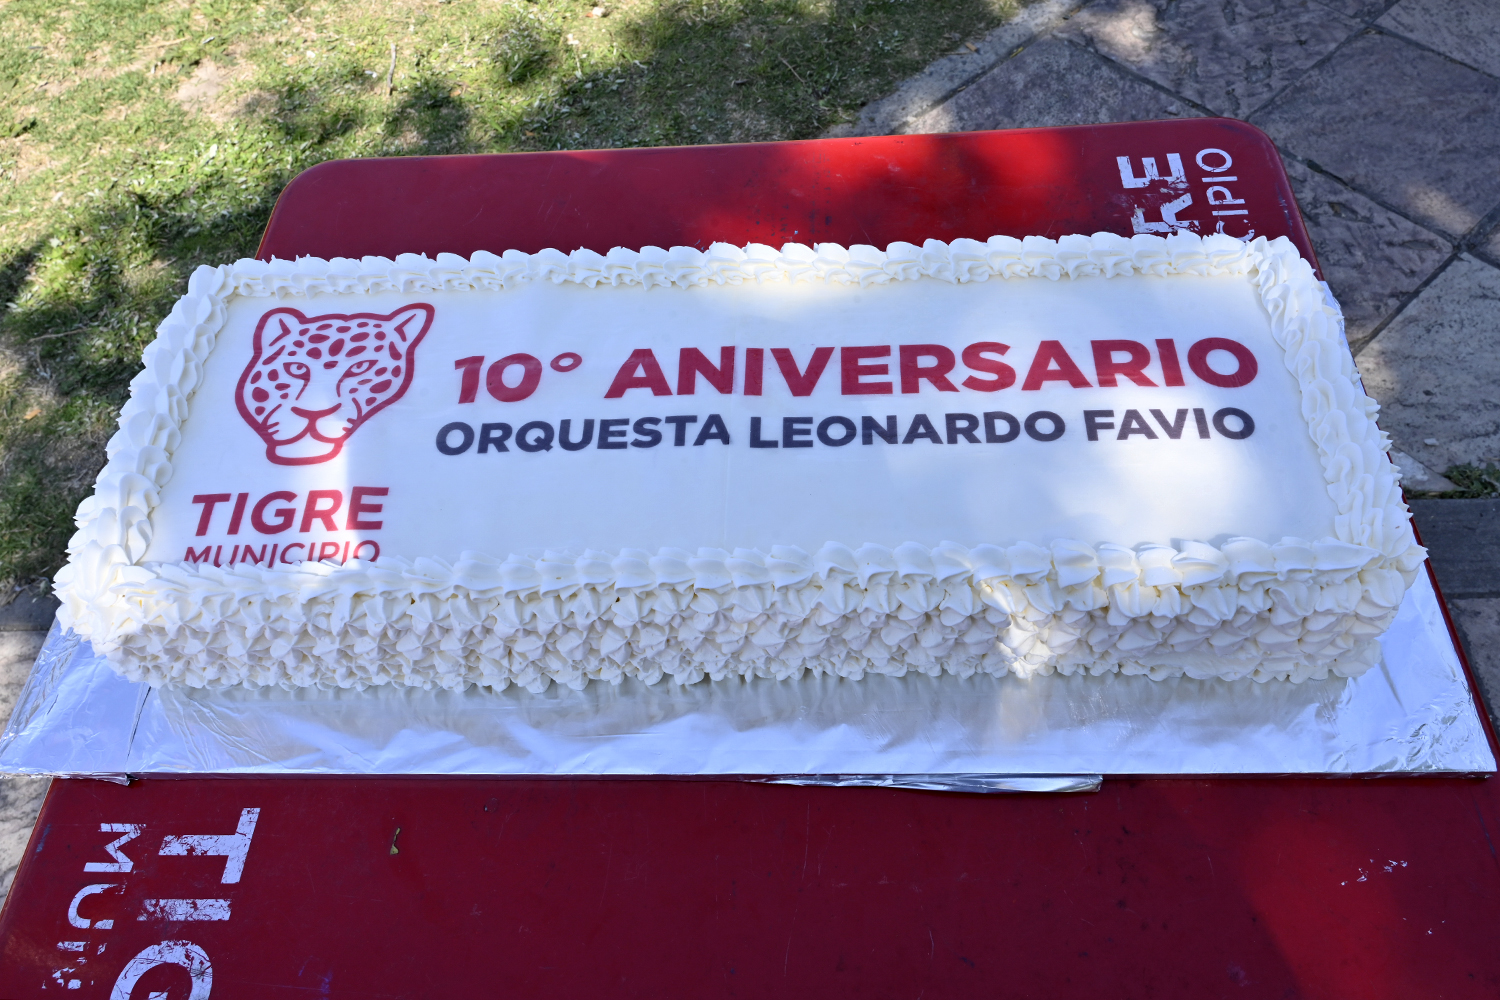 10° ANIVERSARIO
ORQUESTA LEONARDO FAVIO
TIGRE
MUNICIPIO